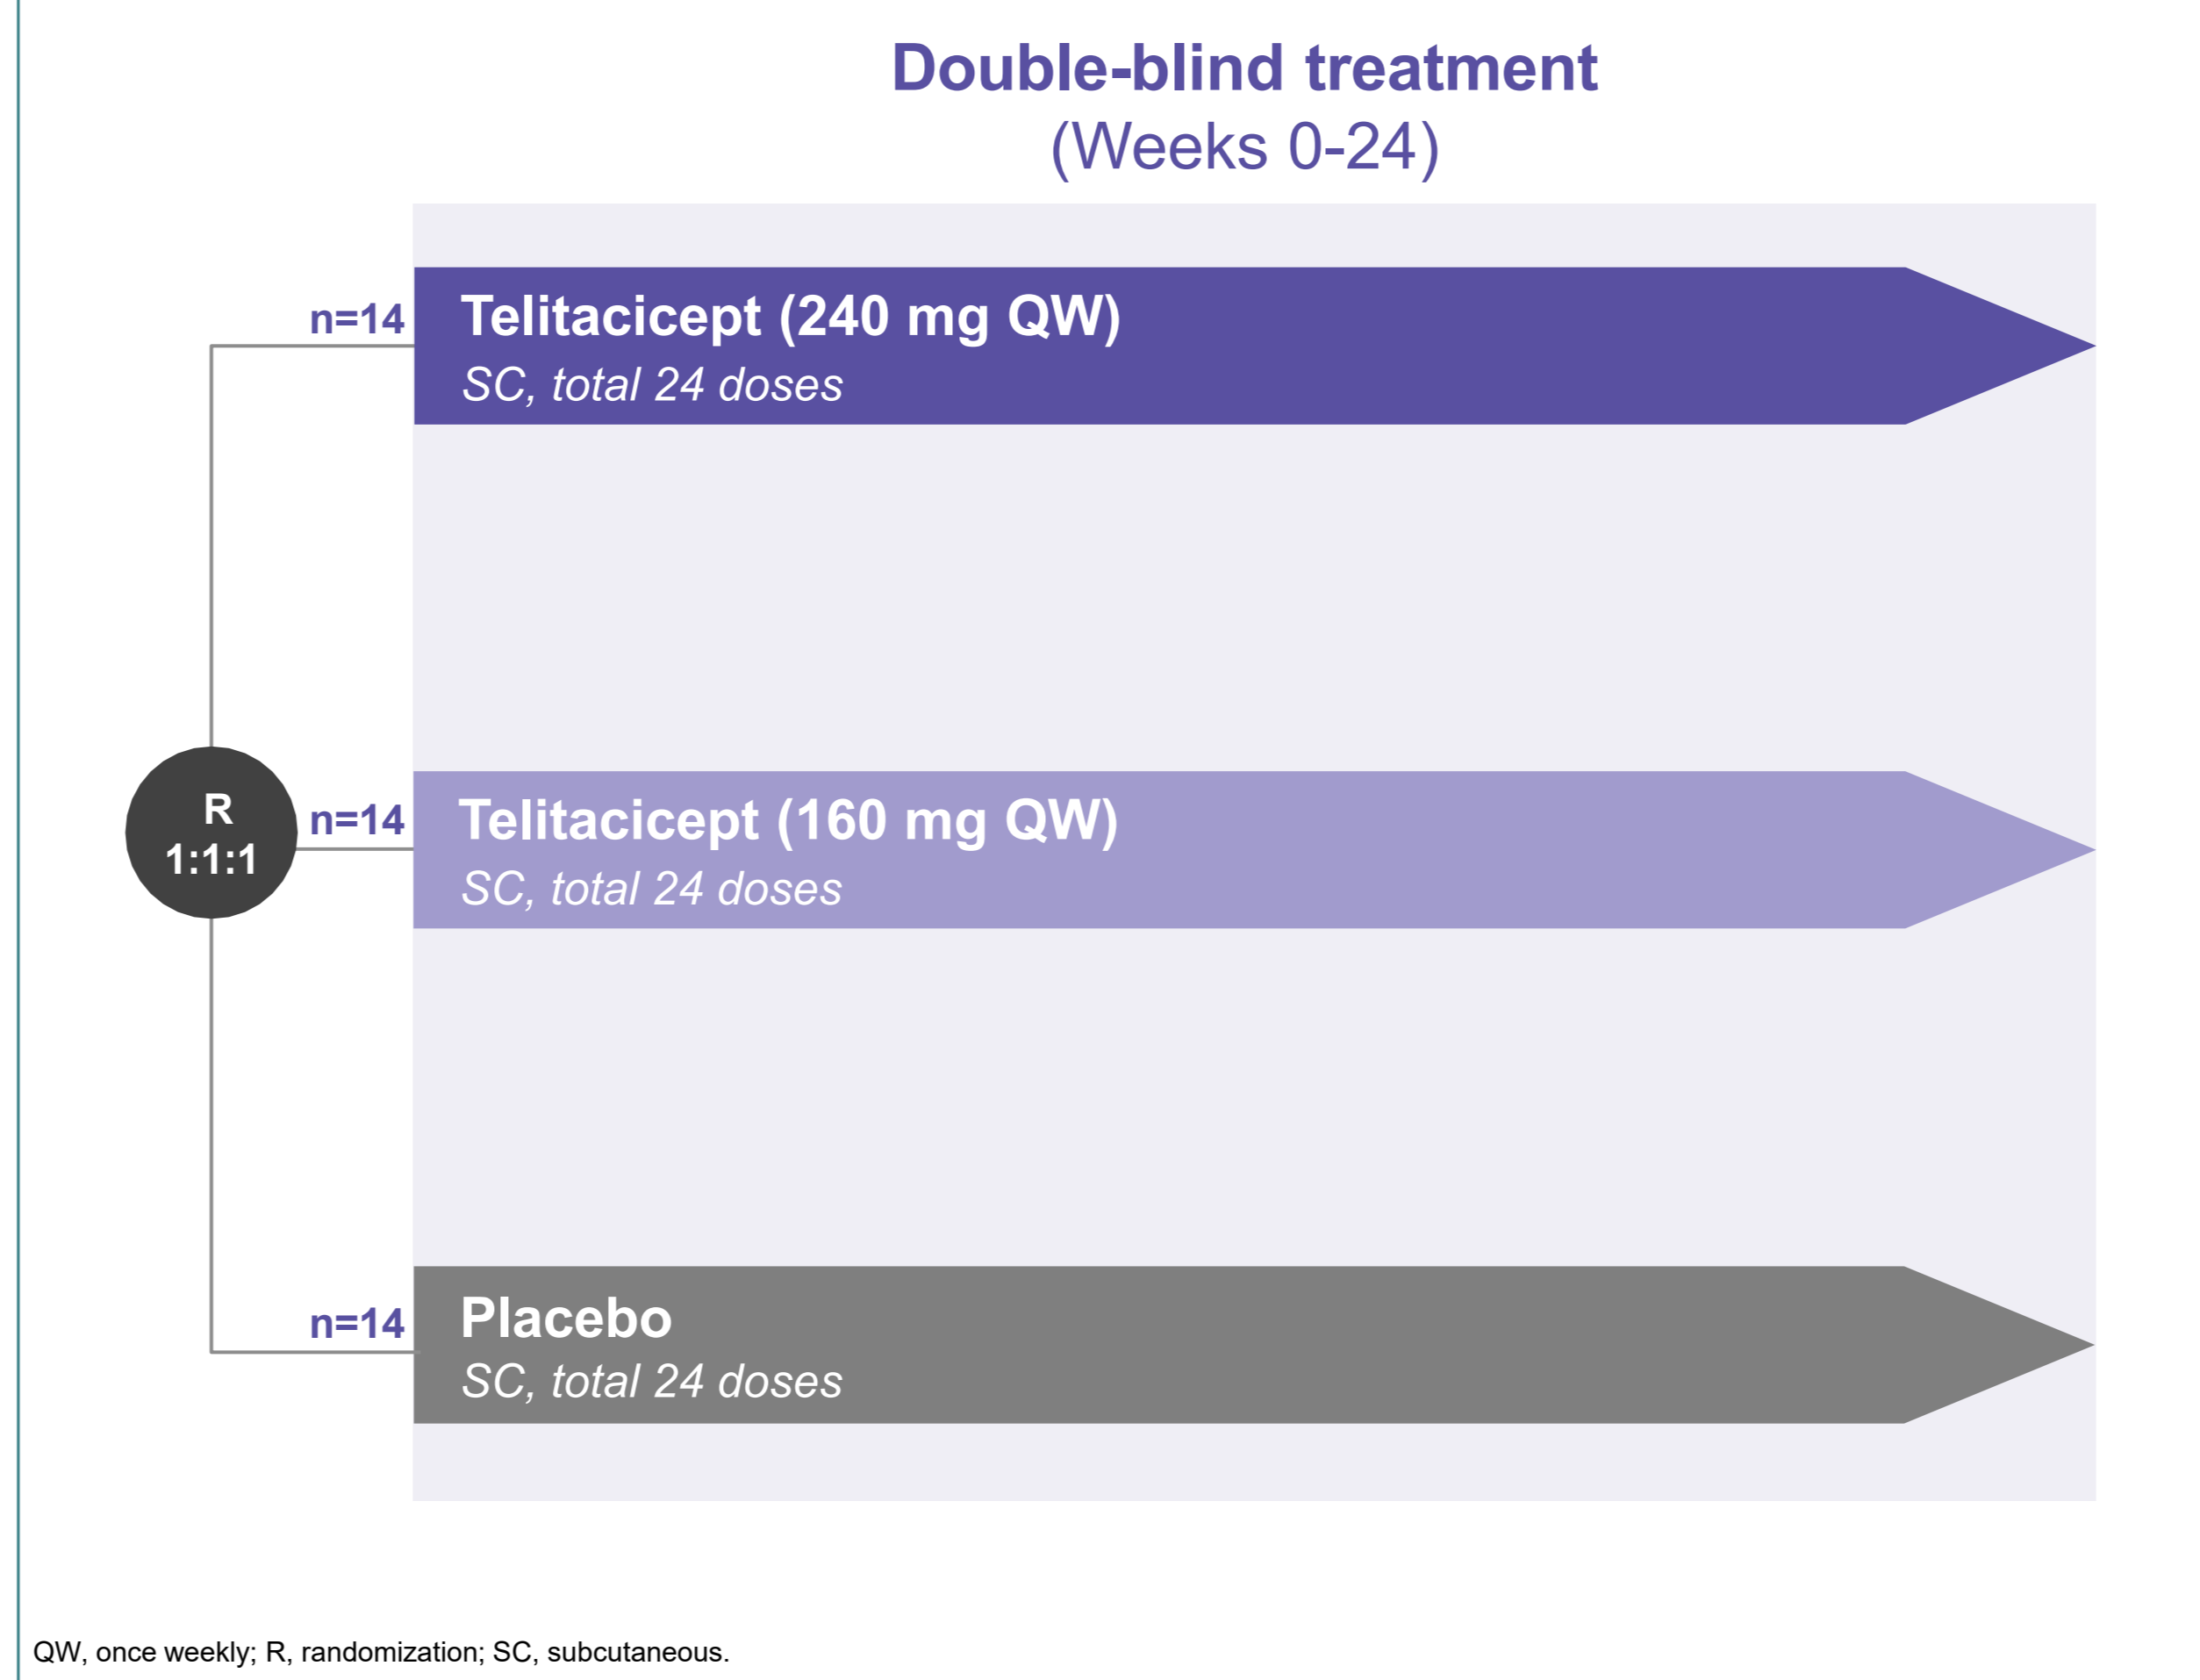 Double-blind treatment
(Weeks 0-24)
n=14
Telitacicept (240 mg QW)
SC, total 24 doses
R
1:1:1
n=14
Telitacicept (160 mg QW)
SC, total 24 doses
n=14
Placebo
SC, total 24 doses
QW, once weekly; R, randomization; SC, subcutaneous.